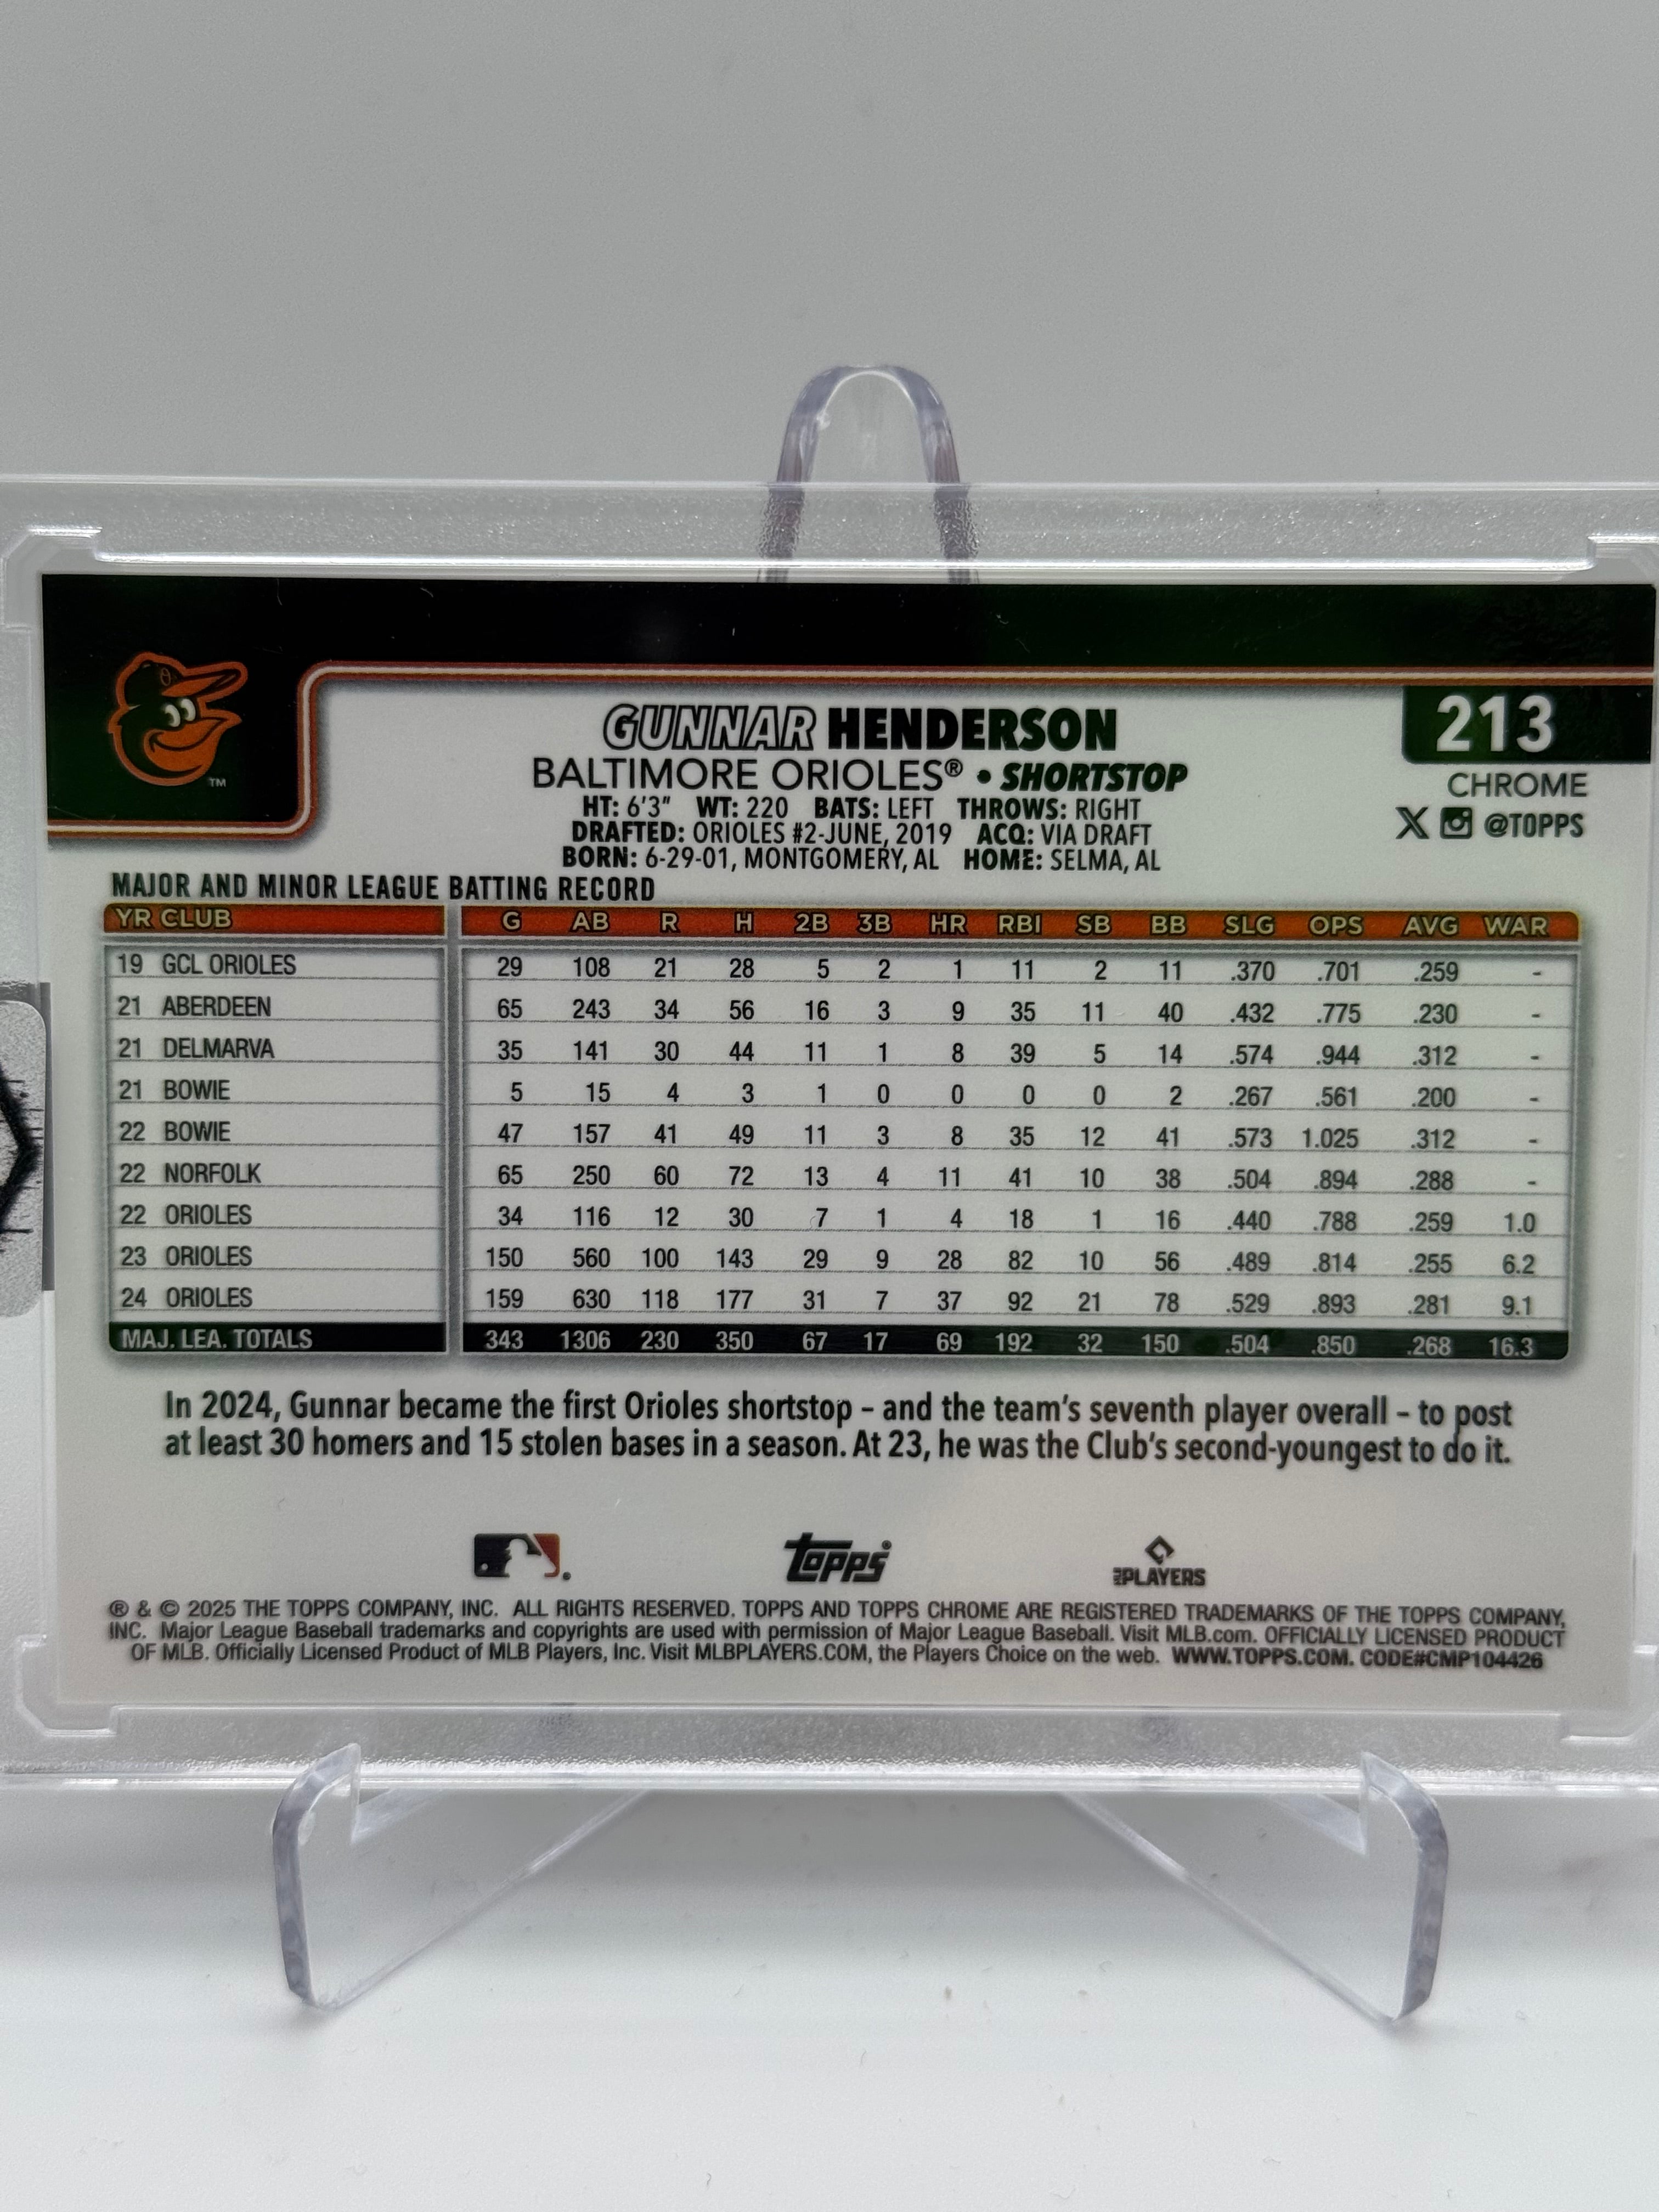 GUNNAR HENDERSON
213
BALTIMORE ORIOLES® • SHORTSTOP
CHROME
HT: 6'3" WT: 220 BATS: LEFT THROWS: RIGHT
X @TOPPS
DRAFTED: ORIOLES #2-JUNE, 2019 ACQ: VIA DRAFT
BORN: 6-29-01, MONTGOMERY, AL HOME: SELMA, AL
TM
MAJOR AND MINOR LEAGUE BATTING RECORD
YR CLUB G AB R H 2B 3B HR RBI SB BB SLG OPS AVG WAR
19 GCL ORIOLES 29 108 21 28 5 2 1 11 2 11 .370 .701 .259 -
21 ABERDEEN 65 243 34 56 16 3 9 35 11 40 .432 .775 .230 -
21 DELMARVA 35 141 30 44 11 1 8 39 5 14 .574 .944 .312 -
21 BOWIE 5 15 4 3 1 0 0 0 0 2 .267 .561 .200 -
22 BOWIE 47 157 41 49 11 3 8 35 12 41 .573 1.025 .312 -
22 NORFOLK 65 250 60 72 13 4 11 41 10 38 .504 .894 .288 -
22 ORIOLES 34 116 12 30 7 1 4 18 1 16 .440 .788 .259 1.0
23 ORIOLES 150 560 100 143 29 9 28 82 10 56 .489 .814 .255 6.2
24 ORIOLES 159 630 118 177 31 7 37 92 21 78 .529 .893 .281 9.1
MAJ. LEA. TOTALS 343 1306 230 350 67 17 69 192 32 150 .504 .850 .268 16.3
In 2024, Gunnar became the first Orioles shortstop – and the team's seventh player overall – to post
at least 30 homers and 15 stolen bases in a season. At 23, he was the Club's second-youngest to do it.
topps®
MLB PLAYERS
® & © 2025 THE TOPPS COMPANY, INC. ALL RIGHTS RESERVED. TOPPS AND TOPPS CHROME ARE REGISTERED TRADEMARKS OF THE TOPPS COMPANY,
INC. Major League Baseball trademarks and copyrights are used with permission of Major League Baseball. Visit MLB.com. OFFICIALLY LICENSED PRODUCT
OF MLB. Officially Licensed Product of MLB Players, Inc. Visit MLBPLAYERS.COM, the Players Choice on the web. WWW.TOPPS.COM. CODE#CMP104426